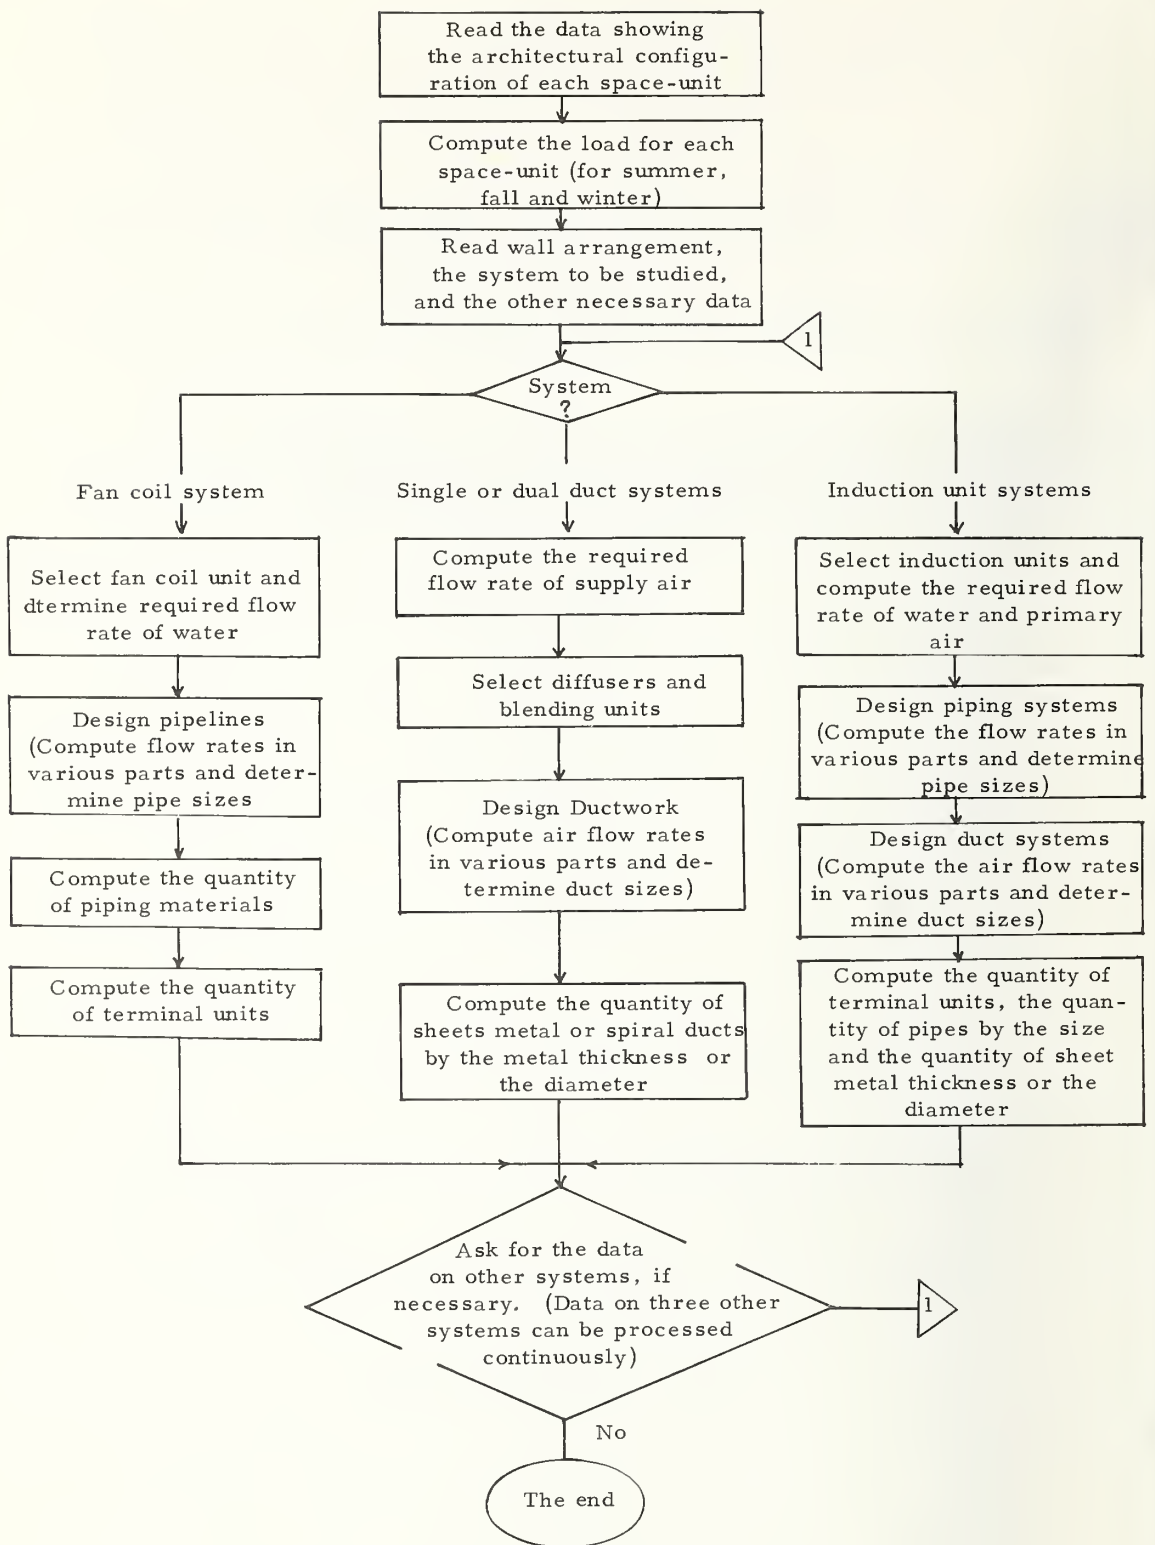 Read the data showing
the architectural configu-
ration of each space-unit
Compute the load for each
space-unit (for summer,
fall and winter)
Read wall arrangement,
the system to be studied,
and the other necessary data
1
System
?
Fan coil system
Single or dual duct systems
Induction unit systems
Select fan coil unit and
dtermine required flow
rate of water
Design pipelines
(Compute flow rates in
various parts and deter-
mine pipe sizes
Compute the quantity
of piping materials
Compute the quantity
of terminal units
Compute the required
flow rate of supply air
Select diffusers and
blending units
Design Ductwork
(Compute air flow rates
in various parts and de-
termine duct sizes)
Compute the quantity of
sheets metal or spiral ducts
by the metal thickness or
the diameter
Select induction units and
compute the required flow
rate of water and primary
air
Design piping systems
(Compute the flow rates in
various parts and determine
pipe sizes)
Design duct systems
(Compute the air flow rates
in various parts and deter-
mine duct sizes)
Compute the quantity of
terminal units, the quan-
tity of pipes by the size
and the quantity of sheet
metal thickness or the
diameter
Ask for the data
on other systems, if
necessary. (Data on three other
systems can be processed
continuously)
1
No
The end